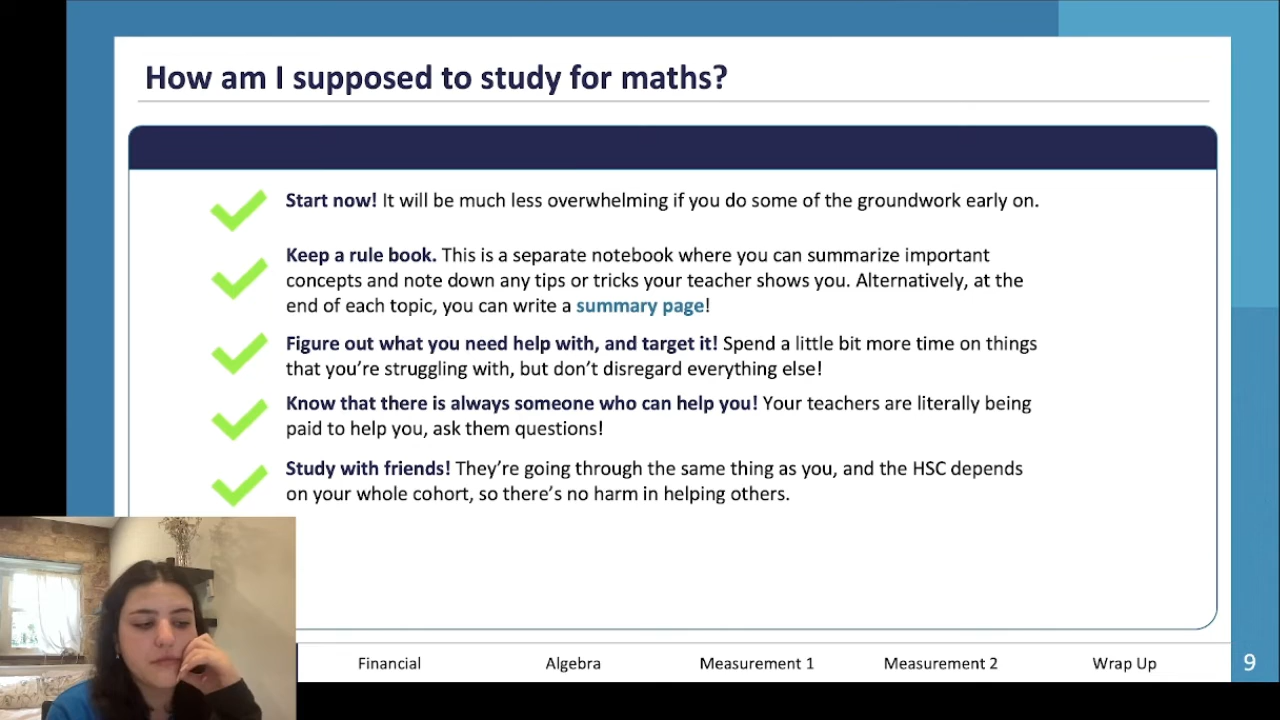 How am I supposed to study for maths?
Start now! It will be much less overwhelming if you do some of the groundwork early on.
Keep a rule book. This is a separate notebook where you can summarize important
concepts and note down any tips or tricks your teacher shows you. Alternatively, at the
end of each topic, you can write a summary page!
Figure out what you need help with, and target it! Spend a little bit more time on things
that you’re struggling with, but don’t disregard everything else!
Know that there is always someone who can help you! Your teachers are literally being
paid to help you, ask them questions!
Study with friends! They’re going through the same thing as you, and the HSC depends
on your whole cohort, so there’s no harm in helping others.
Financial Algebra Measurement 1 Measurement 2 Wrap Up 9